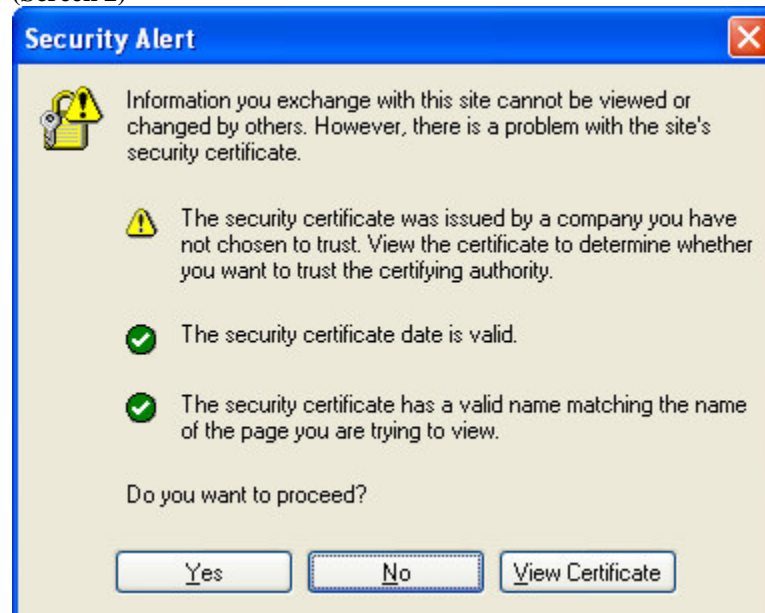 Security Alert
Information you exchange with this site cannot be viewed or
changed by others. However, there is a problem with the site's
security certificate.
The security certificate was issued by a company you have
not chosen to trust. View the certificate to determine whether
you want to trust the certifying authority.
The security certificate date is valid.
The security certificate has a valid name matching the name
of the page you are trying to view.
Do you want to proceed?
Yes No View Certificate